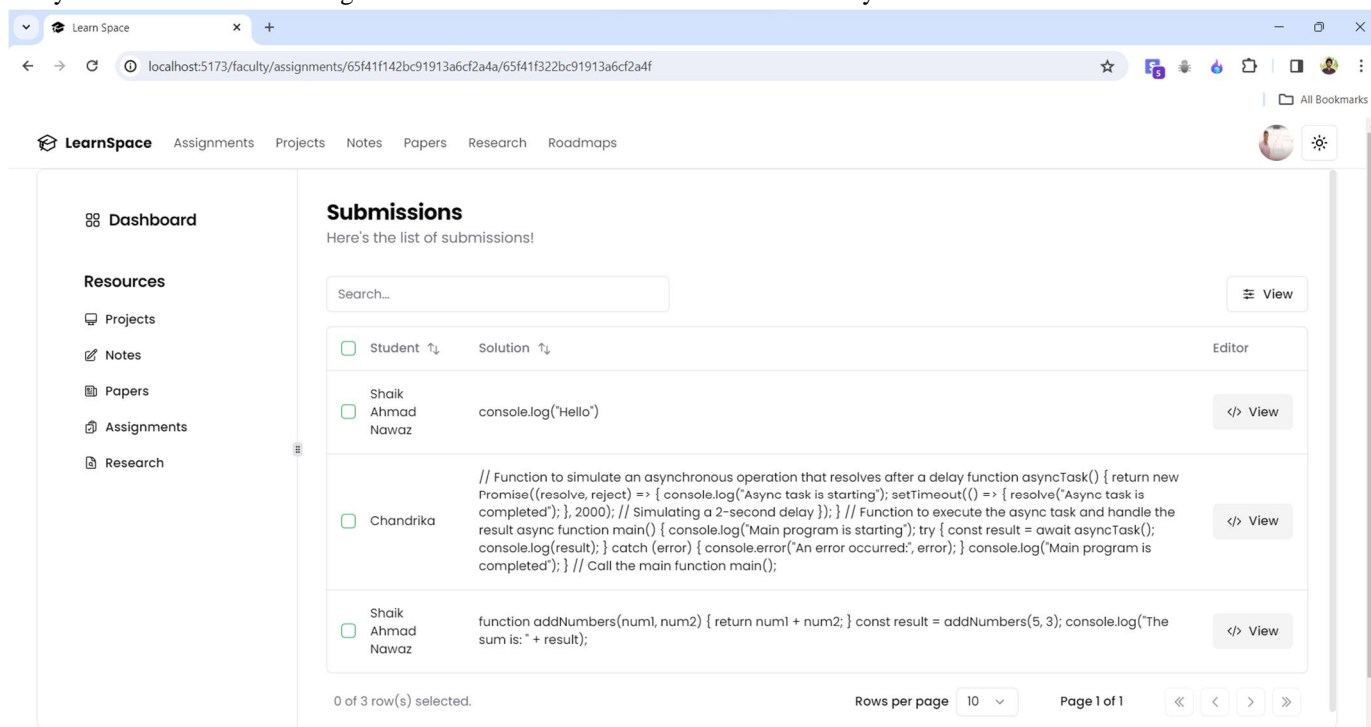 Learn Space
localhost:5173/faculty/assignments/65f41f142bc91913a6cf2a4a/65f41f322bc91913a6cf2a4f
5
All Bookmarks
LearnSpace Assignments Projects Notes Papers Research Roadmaps
Dashboard
Resources
Projects
Notes
Papers
Assignments
Research
Submissions
Here's the list of submissions!
Search...
View
Student Solution Editor
Shaik
Ahmad
Nawaz
console.log("Hello")
</> View
Chandrika
// Function to simulate an asynchronous operation that resolves after a delay function asyncTask() { return new
Promise((resolve, reject) => { console.log("Async task is starting"); setTimeout(() => { resolve("Async task is
completed"); }, 2000); // Simulating a 2-second delay }); } // Function to execute the async task and handle the
result async function main() { console.log("Main program is starting"); try { const result = await asyncTask();
console.log(result); } catch (error) { console.error("An error occurred:", error); } console.log("Main program is
completed"); } // Call the main function main();
</> View
Shaik
Ahmad
Nawaz
function addNumbers(num1, num2) { return num1 + num2; } const result = addNumbers(5, 3); console.log("The
sum is: " + result);
</> View
0 of 3 row(s) selected.
Rows per page 10 Page 1 of 1